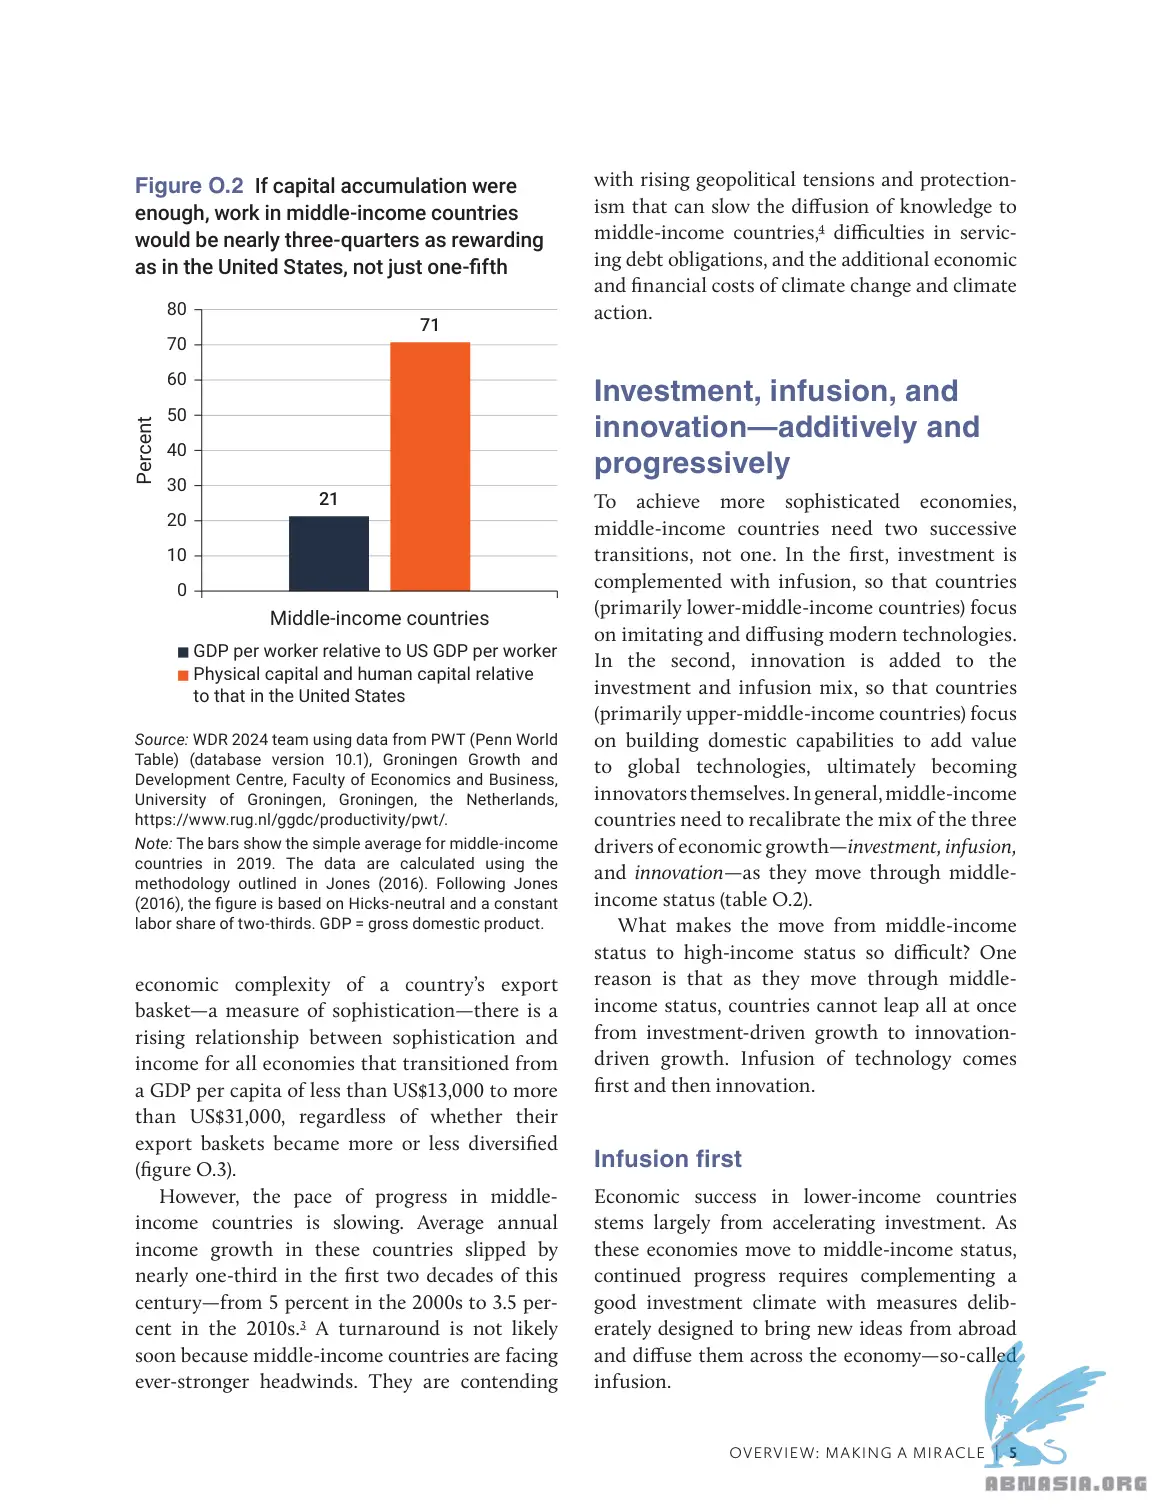 Figure O.2 If capital accumulation were
enough, work in middle-income countries
would be nearly three-quarters as rewarding
as in the United States, not just one-fifth
80
70
60
50
40
30
20
10
0
Percent
21
71
Middle-income countries
GDP per worker relative to US GDP per worker
Physical capital and human capital relative
to that in the United States
Source: WDR 2024 team using data from PWT (Penn World
Table) (database version 10.1), Groningen Growth and
Development Centre, Faculty of Economics and Business,
University of Groningen, Groningen, the Netherlands,
https://www.rug.nl/ggdc/productivity/pwt/.
Note: The bars show the simple average for middle-income
countries in 2019. The data are calculated using the
methodology outlined in Jones (2016). Following Jones
(2016), the figure is based on Hicks-neutral and a constant
labor share of two-thirds. GDP = gross domestic product.
economic complexity of a country’s export
basket—a measure of sophistication—there is a
rising relationship between sophistication and
income for all economies that transitioned from
a GDP per capita of less than US$13,000 to more
than US$31,000, regardless of whether their
export baskets became more or less diversified
(figure O.3).
However, the pace of progress in middle-
income countries is slowing. Average annual
income growth in these countries slipped by
nearly one-third in the first two decades of this
century—from 5 percent in the 2000s to 3.5 per-
cent in the 2010s.3 A turnaround is not likely
soon because middle-income countries are facing
ever-stronger headwinds. They are contending
with rising geopolitical tensions and protection-
ism that can slow the diffusion of knowledge to
middle-income countries,4 difficulties in servic-
ing debt obligations, and the additional economic
and financial costs of climate change and climate
action.
Investment, infusion, and
innovation—additively and
progressively
To achieve more sophisticated economies,
middle-income countries need two successive
transitions, not one. In the first, investment is
complemented with infusion, so that countries
(primarily lower-middle-income countries) focus
on imitating and diffusing modern technologies.
In the second, innovation is added to the
investment and infusion mix, so that countries
(primarily upper-middle-income countries) focus
on building domestic capabilities to add value
to global technologies, ultimately becoming
innovators themselves. In general, middle-income
countries need to recalibrate the mix of the three
drivers of economic growth—investment, infusion,
and innovation—as they move through middle-
income status (table O.2).
What makes the move from middle-income
status to high-income status so difficult? One
reason is that as they move through middle-
income status, countries cannot leap all at once
from investment-driven growth to innovation-
driven growth. Infusion of technology comes
first and then innovation.
Infusion first
Economic success in lower-income countries
stems largely from accelerating investment. As
these economies move to middle-income status,
continued progress requires complementing a
good investment climate with measures delib-
erately designed to bring new ideas from abroad
and diffuse them across the economy—so-called
infusion.
OVERVIEW: MAKING A MIRACLE | 5
ABNASIA.ORG